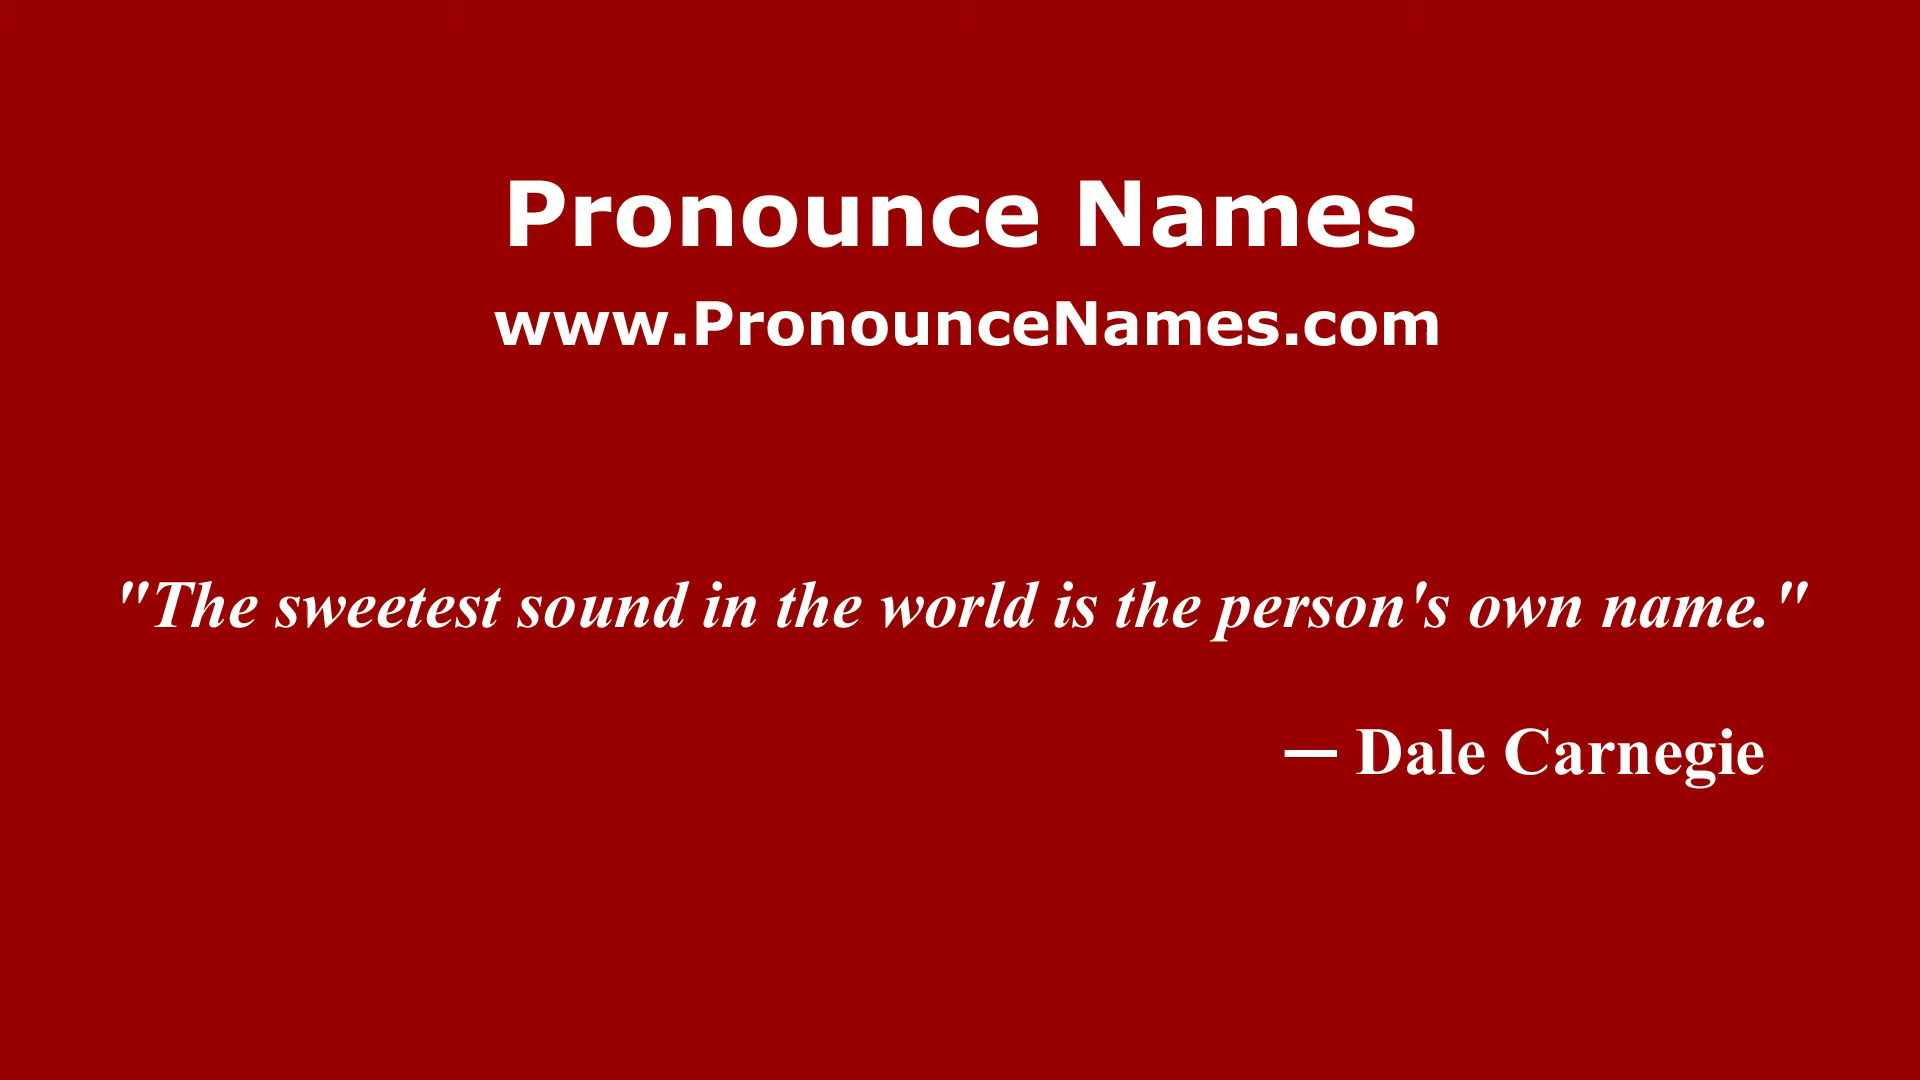 Pronounce Names
www.PronounceNames.com
"The sweetest sound in the world is the person's own name."
— Dale Carnegie